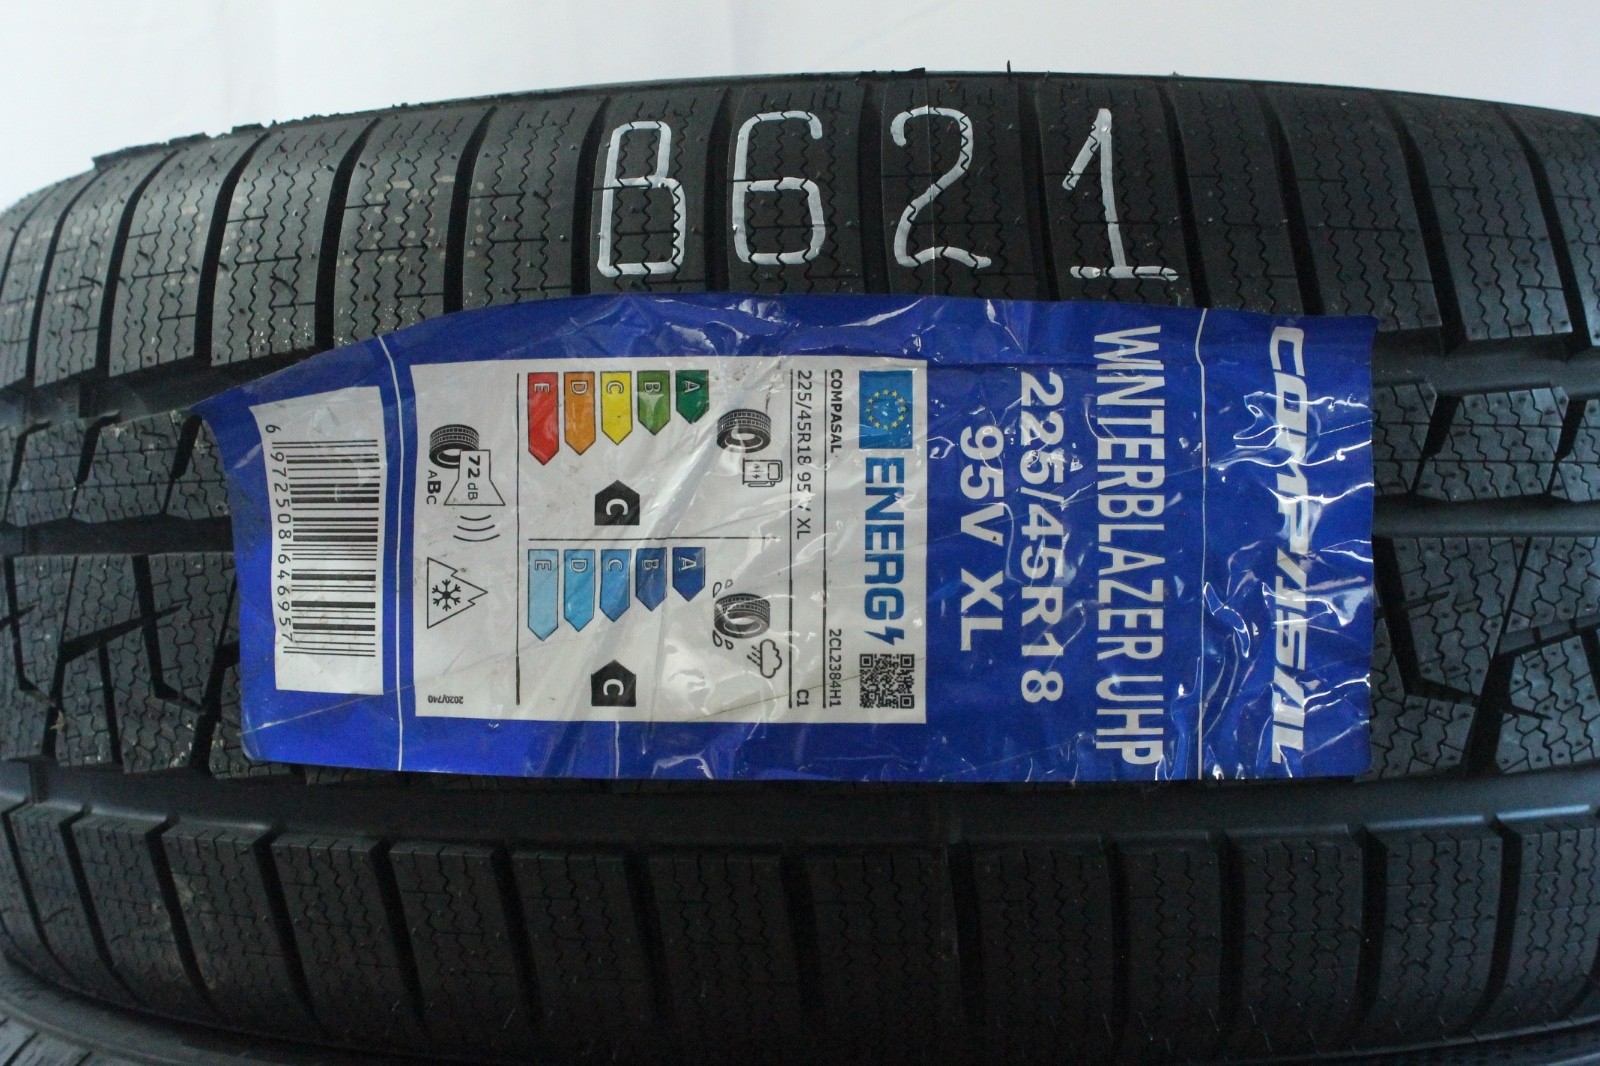 B621
COMPASAL
WINTERBLAZER UHP
225/45R18
95V XL
ENERG
COMPASAL 2CL2384H1
225/45R18 95V XL C1
A
B
C
D
E
C
A
B
C
D
E
C
72 dB
ABC
2020/740
6 972508 646957